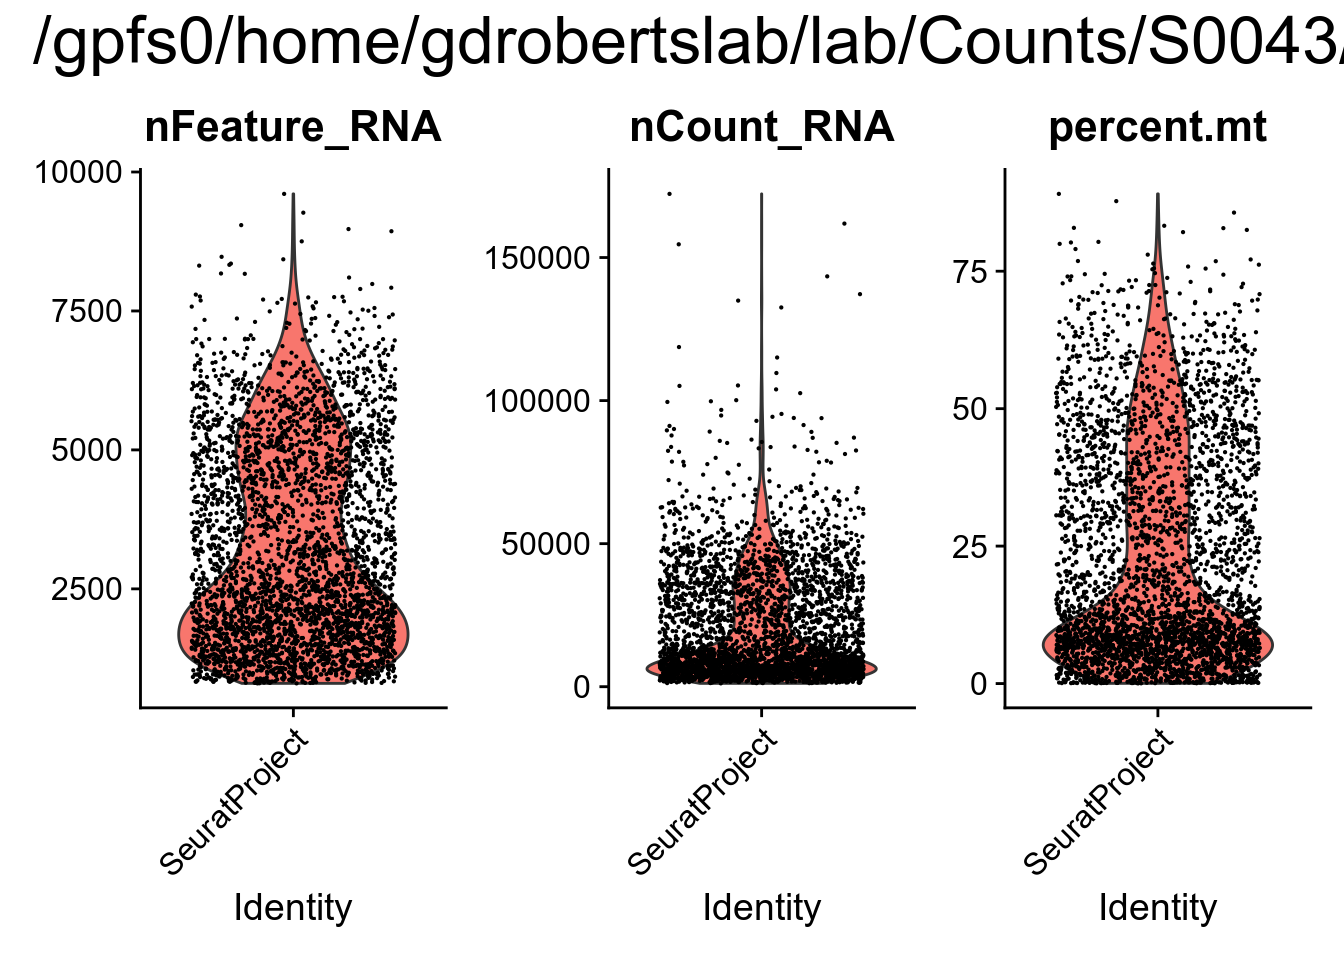 /gpfs0/home/gdrobertslab/lab/Counts/S0043/
nFeature_RNA
nCount_RNA
percent.mt
10000
7500
5000
2500
SeuratProject
Identity
150000
100000
50000
0
SeuratProject
Identity
75
50
25
0
SeuratProject
Identity